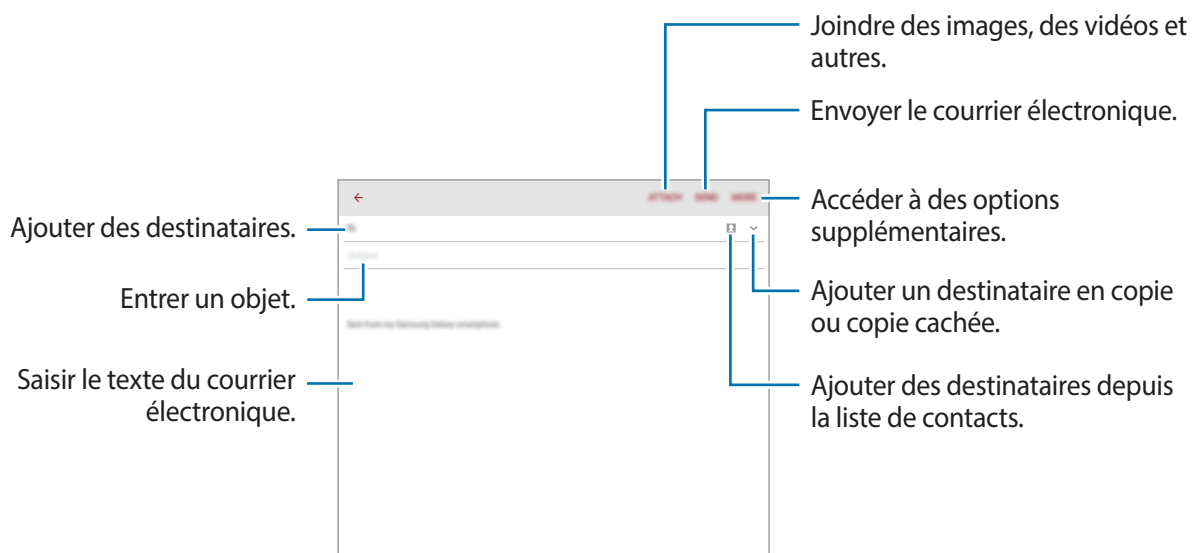 Joindre des images, des vidéos et
autres.
Envoyer le courrier électronique.
ATTACH SEND MORE
Accéder à des options
supplémentaires.
Ajouter des destinataires.
Subject
Entrer un objet.
Ajouter un destinataire en copie
ou copie cachée.
Sent from my Samsung Galaxy smartphone
Saisir le texte du courrier
électronique.
Ajouter des destinataires depuis
la liste de contacts.